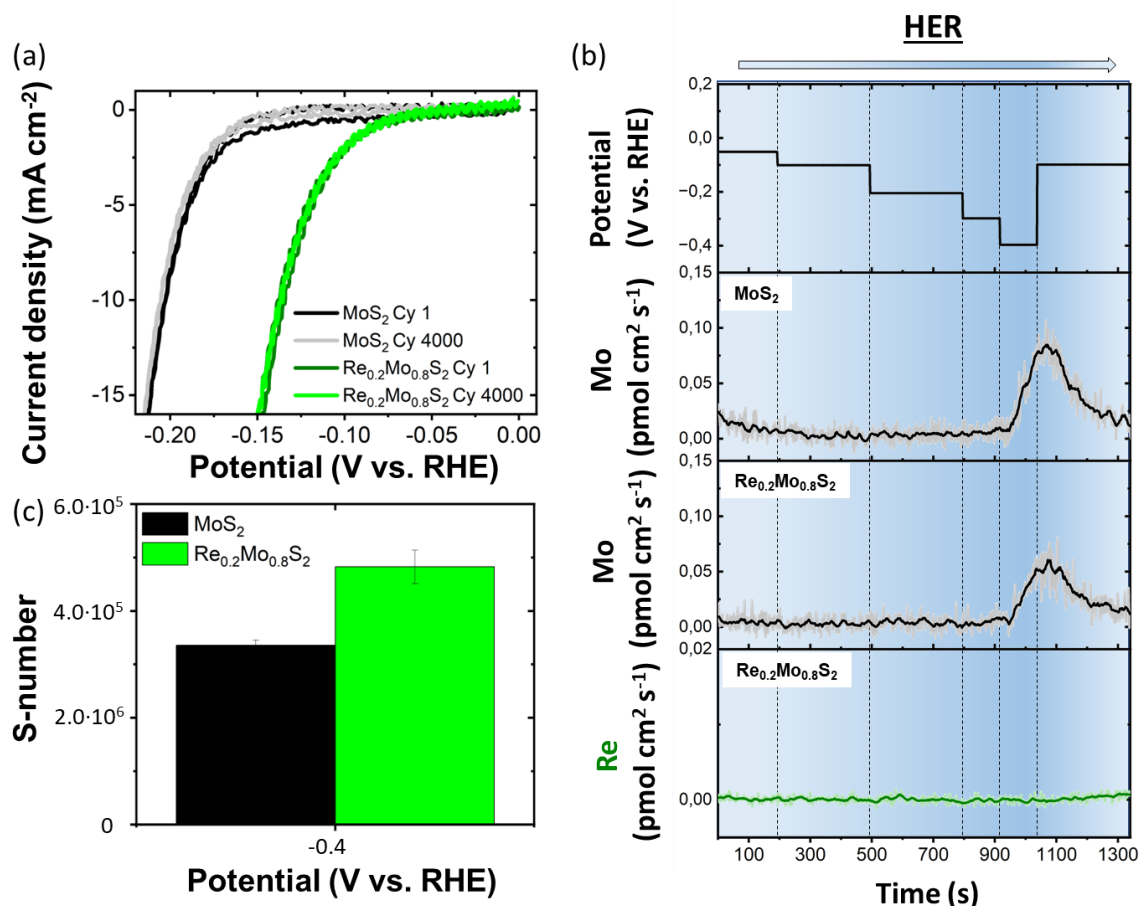 (a)
0
-5
-10
-15
Current density (mA cm⁻²)
MoS₂ Cy 1
MoS₂ Cy 4000
Re₀.₂Mo₀.₈S₂ Cy 1
Re₀.₂Mo₀.₈S₂ Cy 4000
-0.20 -0.15 -0.10 -0.05 0.00
Potential (V vs. RHE)
(b)
HER
0,2
0,0
−0,2
−0,4
Potential
(V vs. RHE)
0,15
0,10
0,05
0,00
MoS₂
Mo
(pmol cm² s⁻¹)
0,15
0,10
0,05
0,00
Re₀.₂Mo₀.₈S₂
Mo
(pmol cm² s⁻¹)
0,02
0,00
Re₀.₂Mo₀.₈S₂
Re
(pmol cm² s⁻¹)
100 300 500 700 900 1100 1300
Time (s)
(c)
6.0·10⁵
4.0·10⁵
2.0·10⁶
0
S-number
MoS₂
Re₀.₂Mo₀.₈S₂
-0.4
Potential (V vs. RHE)